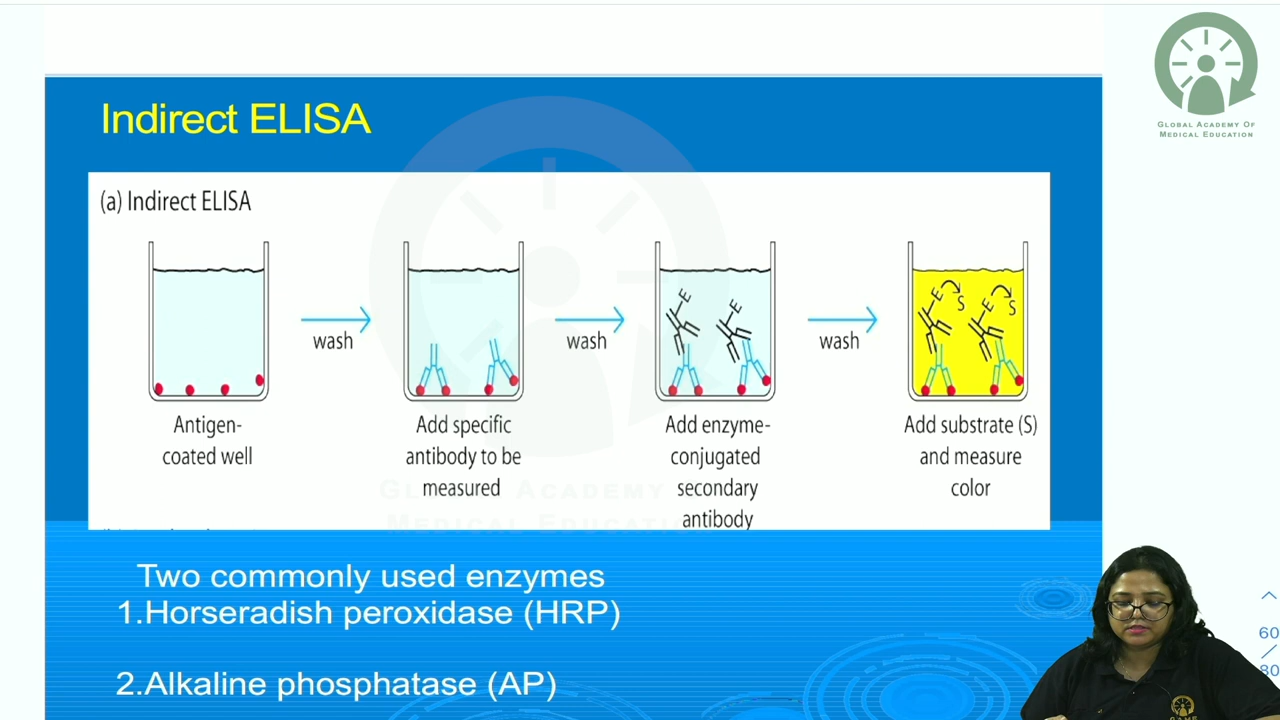 GLOBAL ACADEMY OF
MEDICAL EDUCATION
Indirect ELISA
(a) Indirect ELISA
E S E S
E E
wash wash wash
Antigen-
coated well
Add specific
antibody to be
measured
Add enzyme-
conjugated
secondary
antibody
Add substrate (S)
and measure
color
GLOBAL ACADEMY OF
MEDICAL EDUCATION
Two commonly used enzymes
1.Horseradish peroxidase (HRP)
2.Alkaline phosphatase (AP)
60
/
80